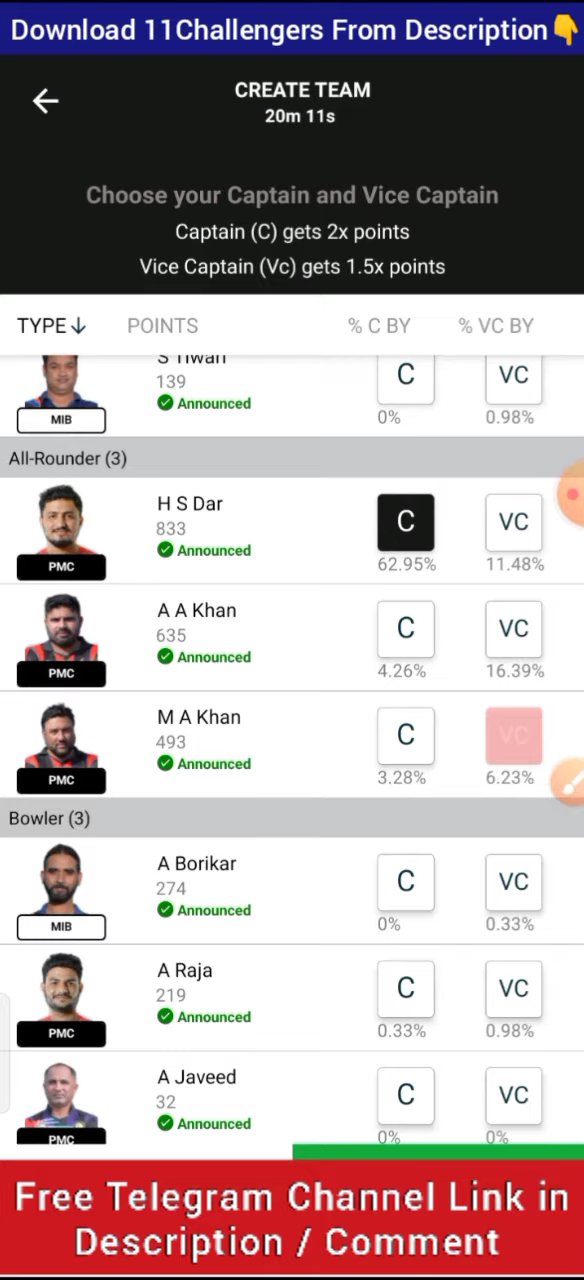 Download 11Challengers From Description👇
CREATE TEAM
20m 11s
Choose your Captain and Vice Captain
Captain (C) gets 2x points
Vice Captain (Vc) gets 1.5x points
TYPE↓ POINTS % C BY % VC BY
S Tiwari
139 C VC
Announced
MIB 0% 0.98%
All-Rounder (3)
H S Dar
833 C VC
Announced
PMC 62.95% 11.48%
A A Khan
635 C VC
Announced
PMC 4.26% 16.39%
M A Khan
493 C VC
Announced
PMC 3.28% 6.23%
Bowler (3)
A Borikar
274 C VC
Announced
MIB 0% 0.33%
A Raja
219 C VC
Announced
PMC 0.33% 0.98%
A Javeed
32 C VC
Announced
PMC 0% 0%
Free Telegram Channel Link in
Description / Comment